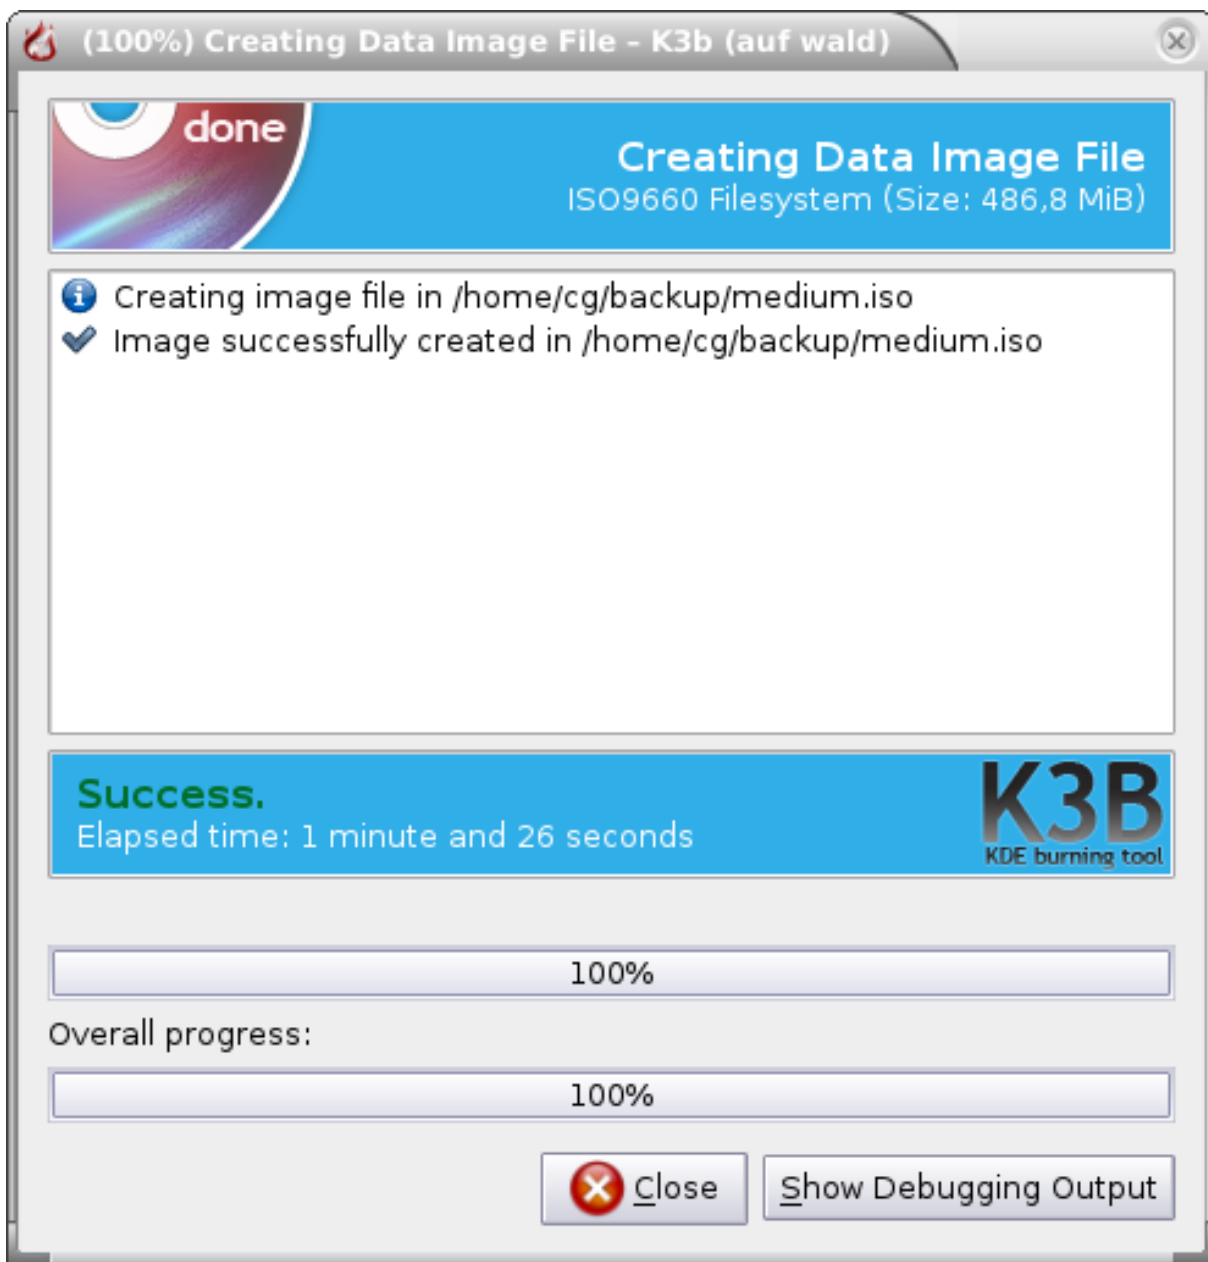 (100%) Creating Data Image File – K3b (auf wald)
done
Creating Data Image File
ISO9660 Filesystem (Size: 486,8 MiB)
Creating image file in /home/cg/backup/medium.iso
Image successfully created in /home/cg/backup/medium.iso
Success.
Elapsed time: 1 minute and 26 seconds
K3B
KDE burning tool
100%
Overall progress:
100%
Close
Show Debugging Output